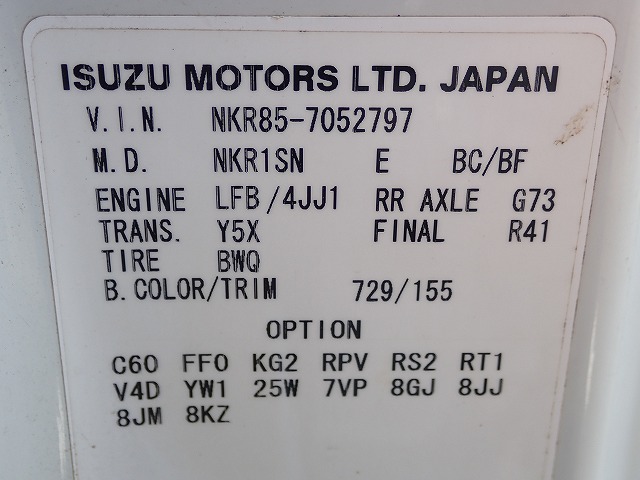 ISUZU MOTORS LTD. JAPAN
V.I.N. NKR85-7052797
M.D. NKR1SN E BC/BF
ENGINE LFB/4JJ1 RR AXLE G73
TRANS. Y5X FINAL R41
TIRE BWQ
B.COLOR/TRIM 729/155
OPTION
C60 FF0 KG2 RPV RS2 RT1
V4D YW1 25W 7VP 8GJ 8JJ
8JM 8KZ